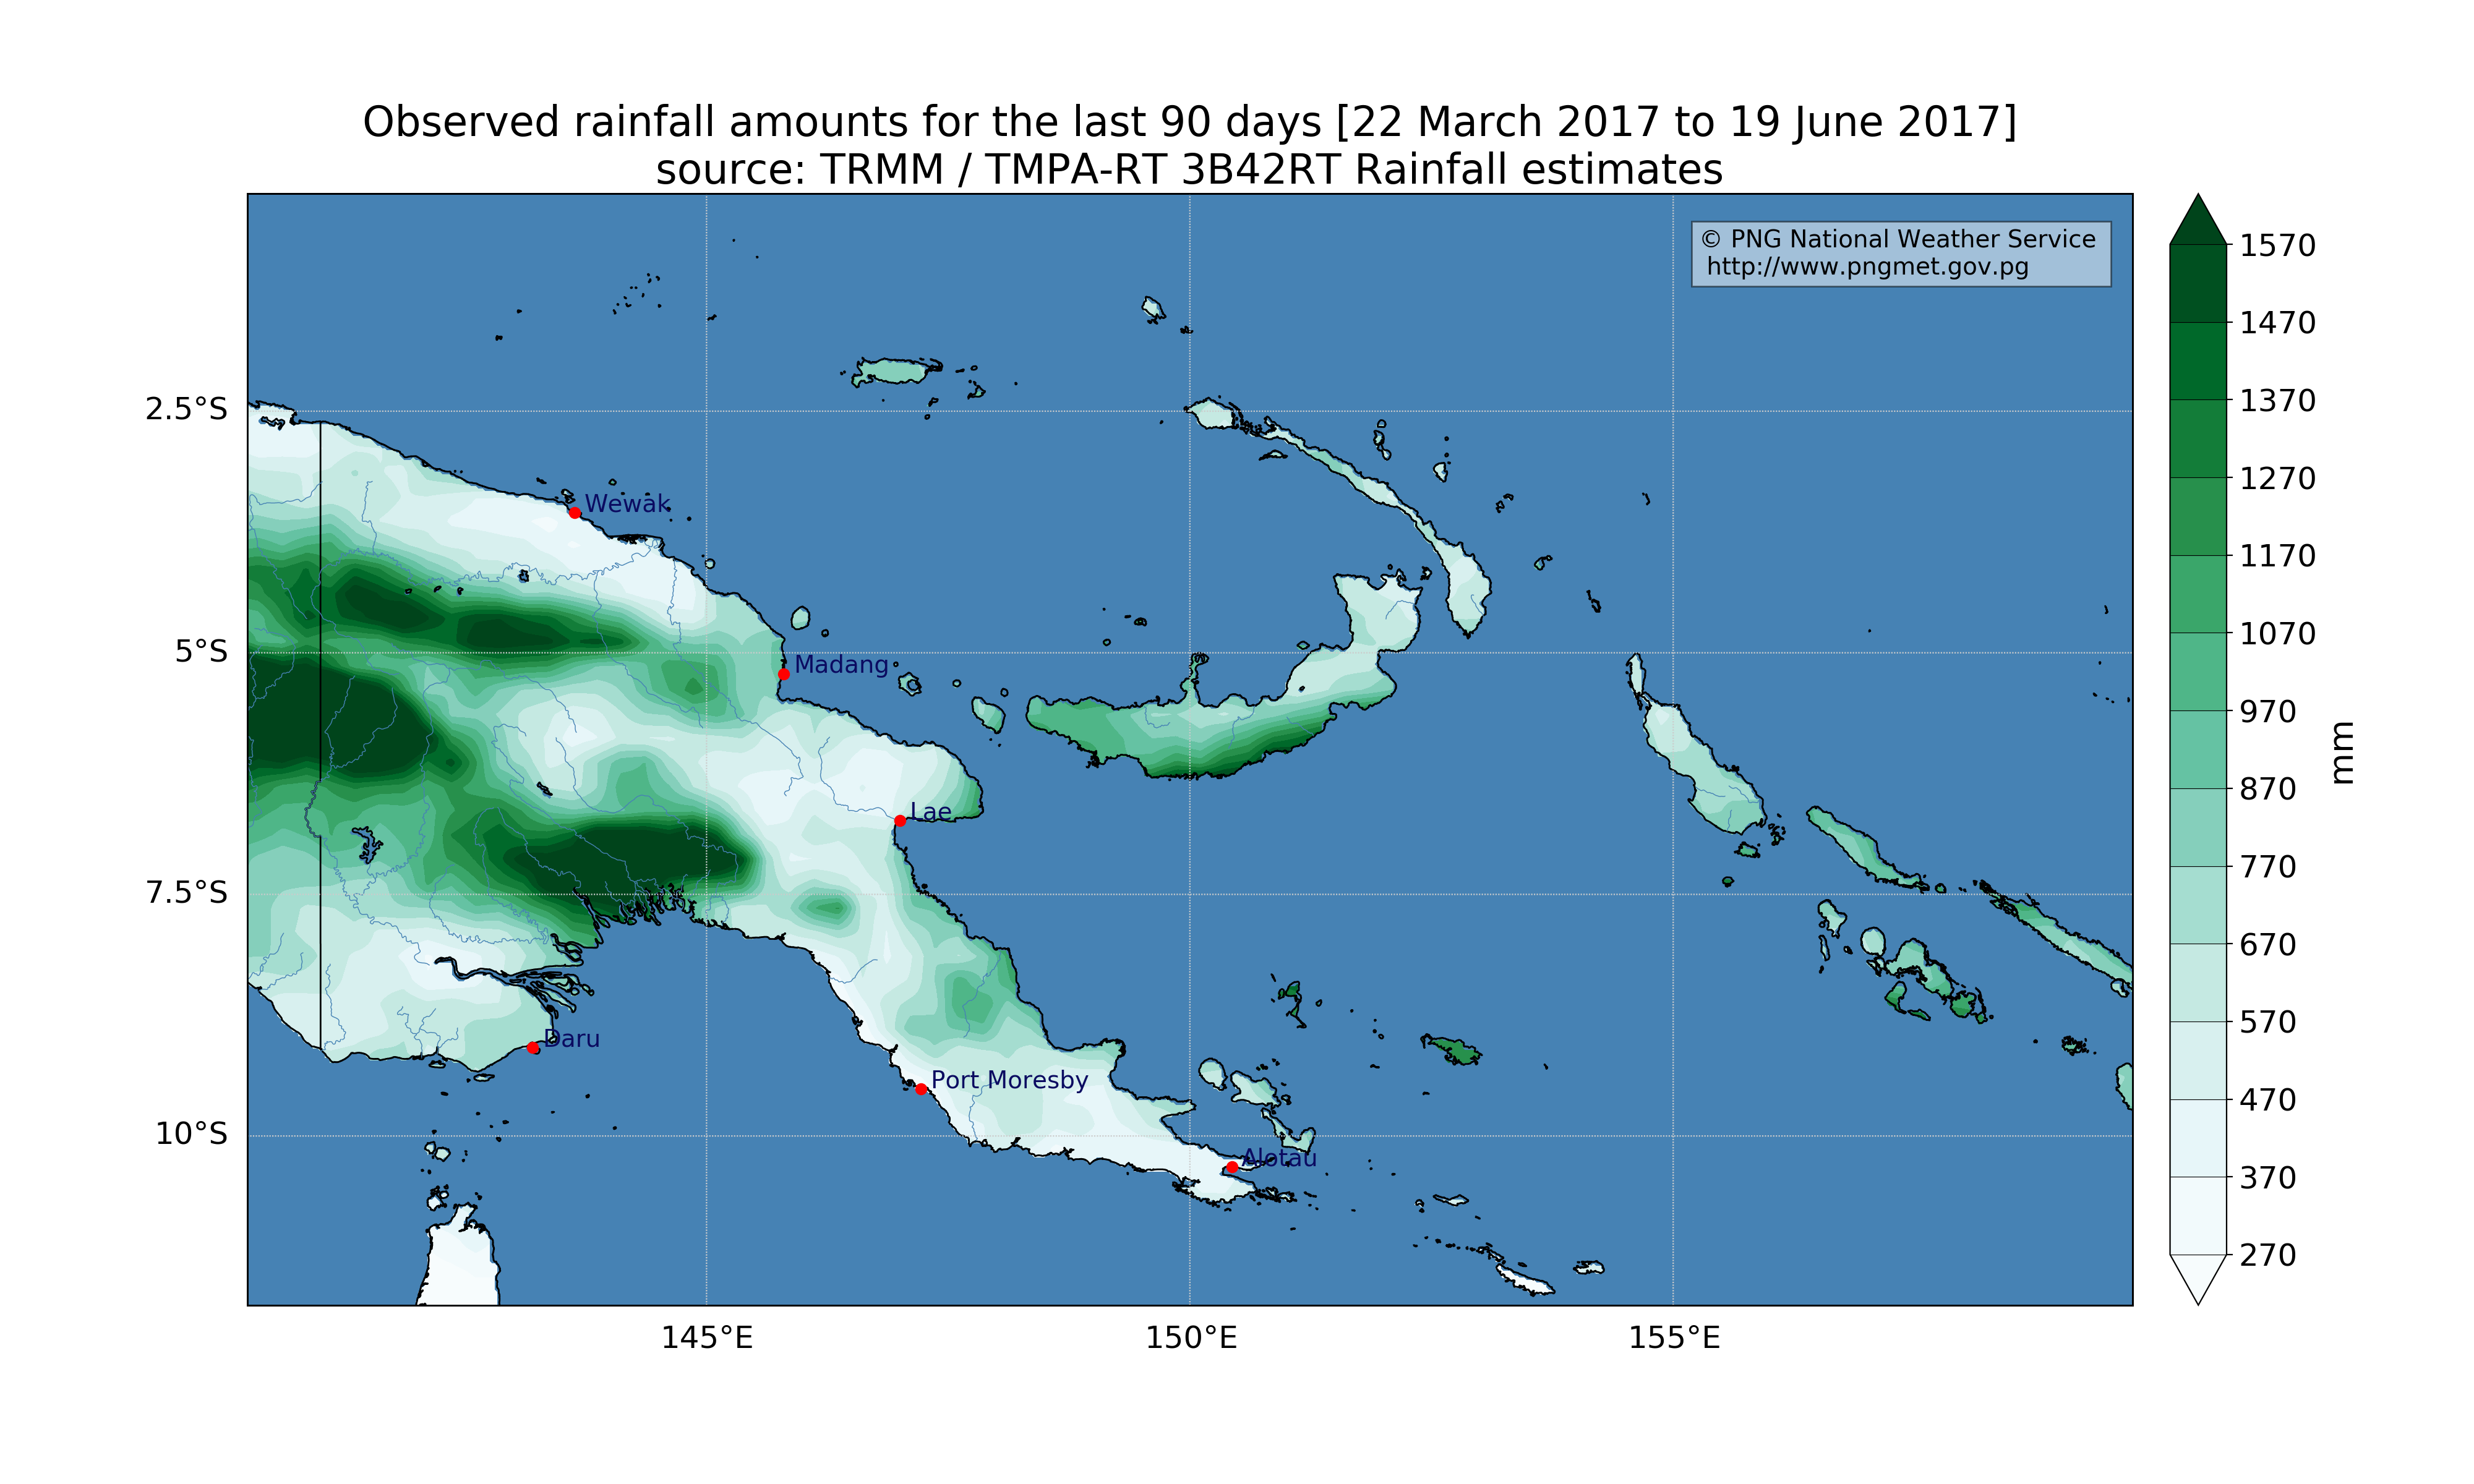 Observed rainfall amounts for the last 90 days [22 March 2017 to 19 June 2017]
source: TRMM / TMPA-RT 3B42RT Rainfall estimates
© PNG National Weather Service
http://www.pngmet.gov.pg
2.5°S
5°S
7.5°S
10°S
Wewak
Madang
Lae
Daru
Port Moresby
Alotau
145°E
150°E
155°E
1570
1470
1370
1270
1170
1070
970
870
770
670
570
470
370
270
mm